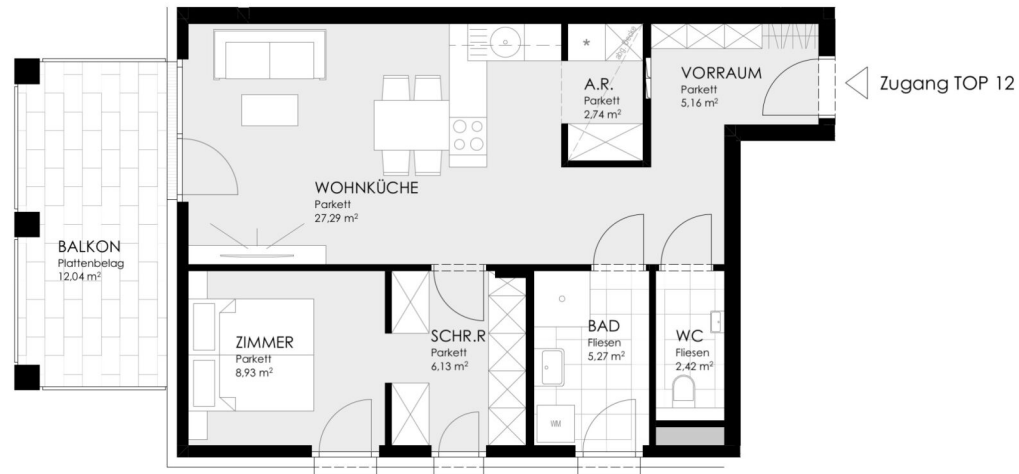 VORRAUM
Parkett
5,16 m²
Zugang TOP 12
A.R.
Parkett
2,74 m²
*
abg. Decke
WOHNKÜCHE
Parkett
27,29 m²
BALKON
Plattenbelag
12,04 m²
ZIMMER
Parkett
8,93 m²
SCHR.R
Parkett
6,13 m²
BAD
Fliesen
5,27 m²
WC
Fliesen
2,42 m²
WM